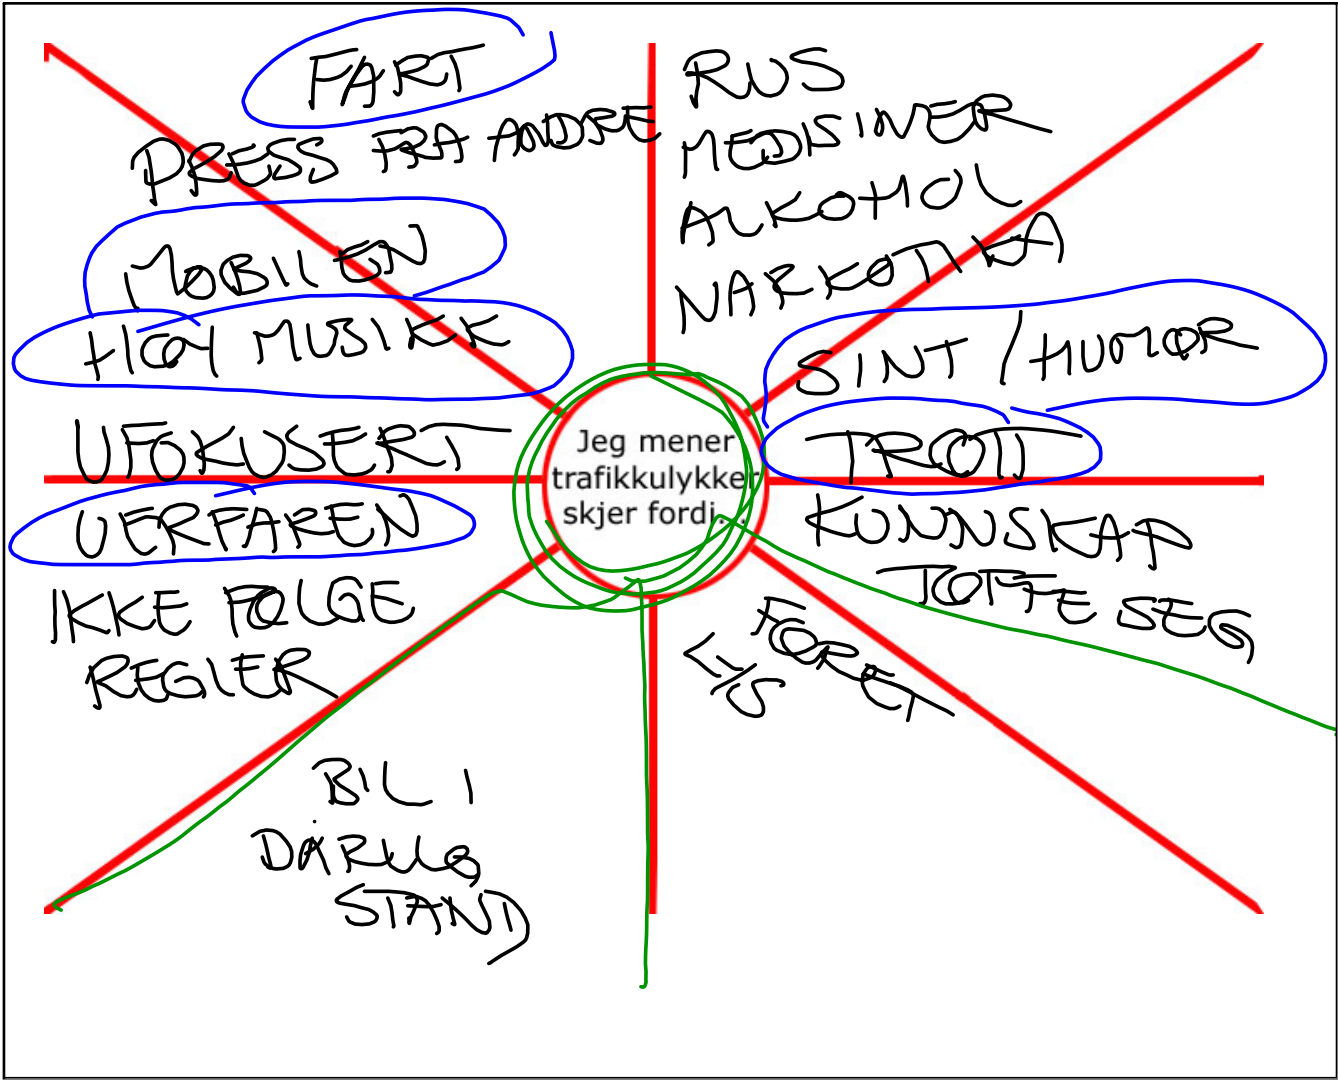 FART
PRESS FRA ANDRE
MOBILEN
HØY MUSIKK
UFOKUSERT
UERFAREN
IKKE FØLGE
REGLER
BIL I
DÅRLIG
STAND
Jeg mener
trafikkulykker
skjer fordi...
RUS
MEDISINER
ALKOHOL
NARKOTIKA
SINT / HUMØR
TRØTT
KUNNSKAP
TØFFE SEG
FØRET
LYS